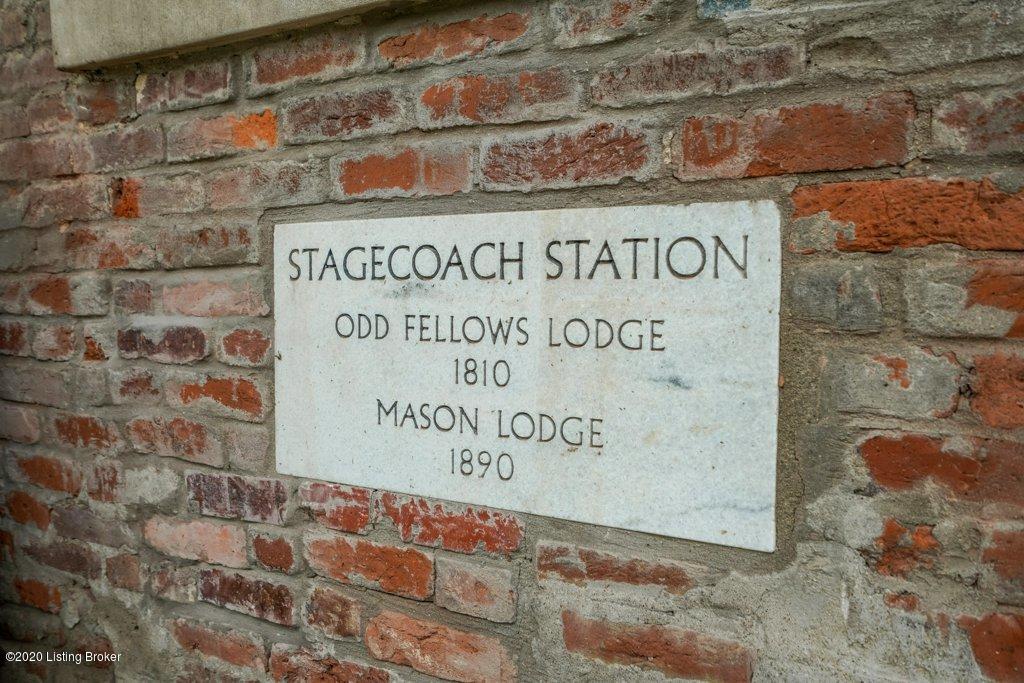 STAGECOACH STATION
ODD FELLOWS LODGE
1810
MASON LODGE
1890
©2020 Listing Broker